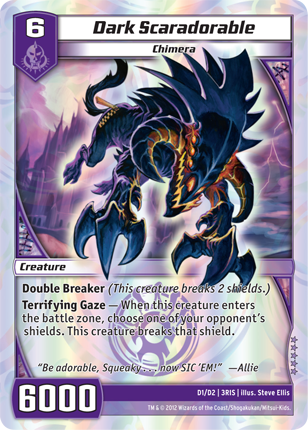 6
Dark Scaradorable
Chimera
Creature
Double Breaker (This creature breaks 2 shields.)
Terrifying Gaze — When this creature enters
the battle zone, choose one of your opponent's
shields. This creature breaks that shield.
"Be adorable, Squeaky . . . now SIC 'EM!" —Allie
6000
D1/D2 | 3RIS | illus. Steve Ellis
TM & © 2012 Wizards of the Coast/Shogakukan/Mitsui-Kids.